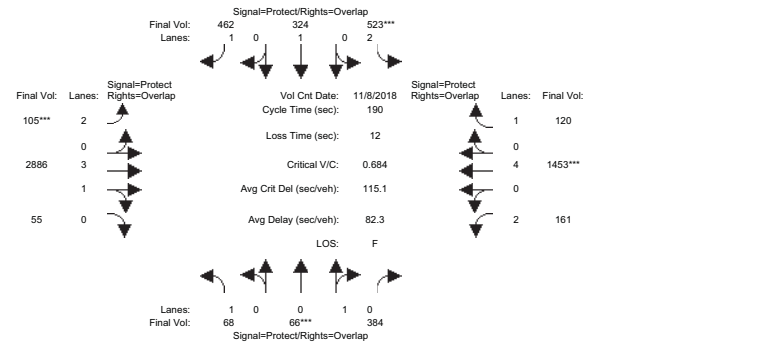 Signal=Protect/Rights=Overlap
Final Vol: 462 324 523***
Lanes: 1 0 1 0 2
Signal=Protect
Final Vol: Lanes: Rights=Overlap
Vol Cnt Date: 11/8/2018
Signal=Protect
Rights=Overlap Lanes: Final Vol:
Cycle Time (sec): 190
105*** 2
1 120
Loss Time (sec): 12
0
0
2886 3
Critical V/C: 0.684
4 1453***
1
Avg Crit Del (sec/veh): 115.1
0
55 0
Avg Delay (sec/veh): 82.3
2 161
LOS: F
Lanes: 1 0 0 1 0
Final Vol: 68 66*** 384
Signal=Protect/Rights=Overlap